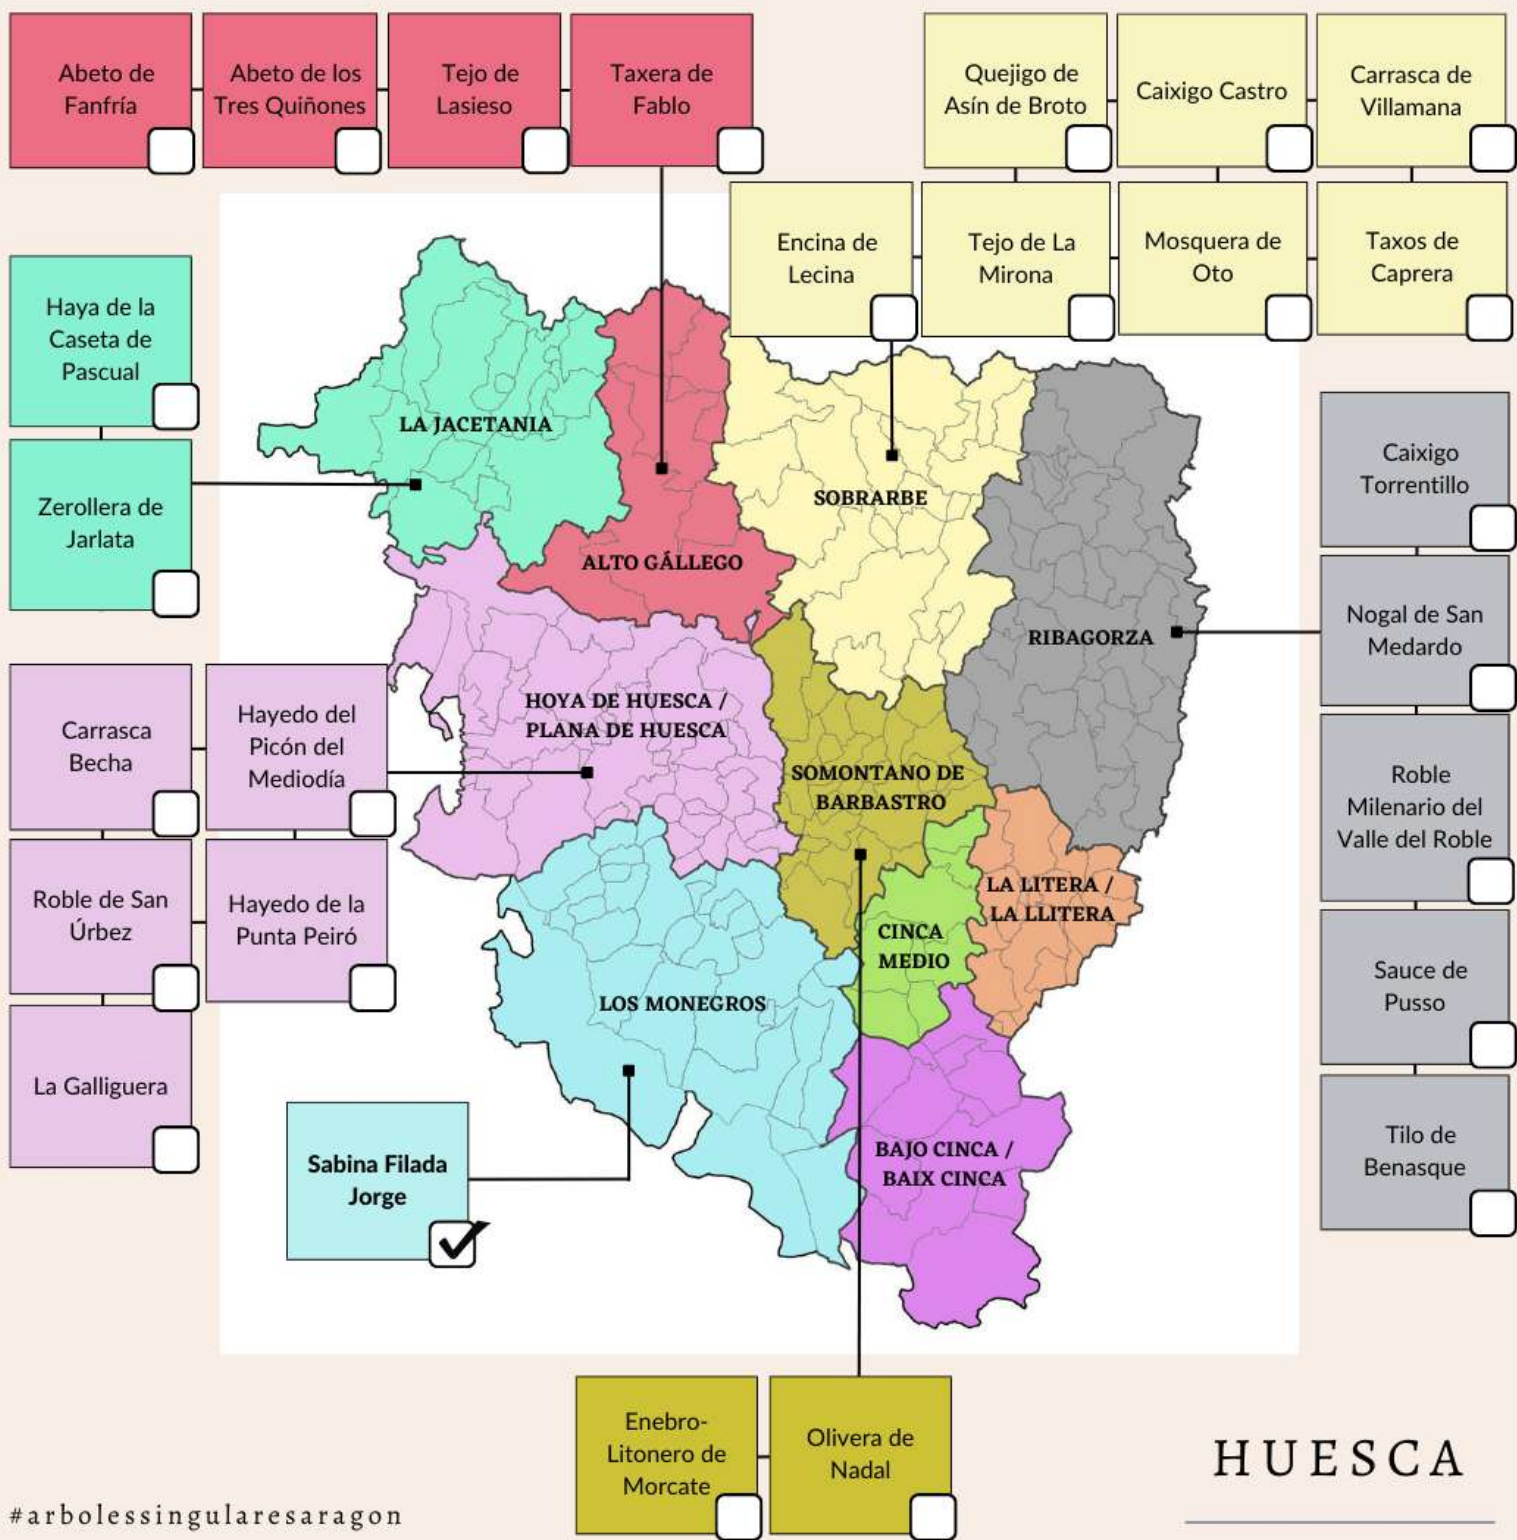 Abeto de
Fanfría
Abeto de los
Tres Quiñones
Tejo de
Lasieso
Taxera de
Fablo
Quejigo de
Asín de Broto
Caixigo Castro
Carrasca de
Villamana
Encina de
Lecina
Tejo de La
Mirona
Mosquera de
Oto
Taxos de
Caprera
Haya de la
Caseta de
Pascual
Zerollera de
Jarlata
LA JACETANIA
ALTO GÁLLEGO
SOBRARBE
RIBAGORZA
Caixigo
Torrentillo
Nogal de San
Medardo
Roble
Milenario del
Valle del Roble
Sauce de
Pusso
Tilo de
Benasque
Carrasca
Becha
Hayedo del
Picón del
Mediodía
Roble de San
Úrbez
Hayedo de la
Punta Peiró
La Galliguera
HOYA DE HUESCA /
PLANA DE HUESCA
SOMONTANO DE
BARBASTRO
LA LITERA /
LA LLITERA
CINCA
MEDIO
LOS MONEGROS
BAJO CINCA /
BAIX CINCA
Sabina Filada
Jorge
Enebro-
Litonero de
Morcate
Olivera de
Nadal
HUESCA
#arbolessingularesaragon